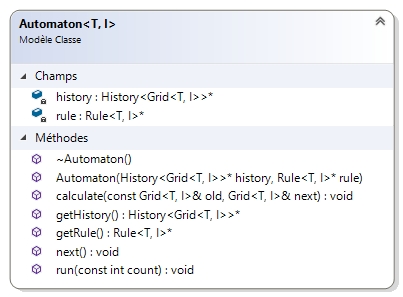 Automaton<T, I>
Modèle Classe
Champs
history : History<Grid<T, I>>*
rule : Rule<T, I>*
Méthodes
~Automaton()
Automaton(History<Grid<T, I>>* history, Rule<T, I>* rule)
calculate(const Grid<T, I>& old, Grid<T, I>& next) : void
getHistory() : History<Grid<T, I>>*
getRule() : Rule<T, I>*
next() : void
run(const int count) : void